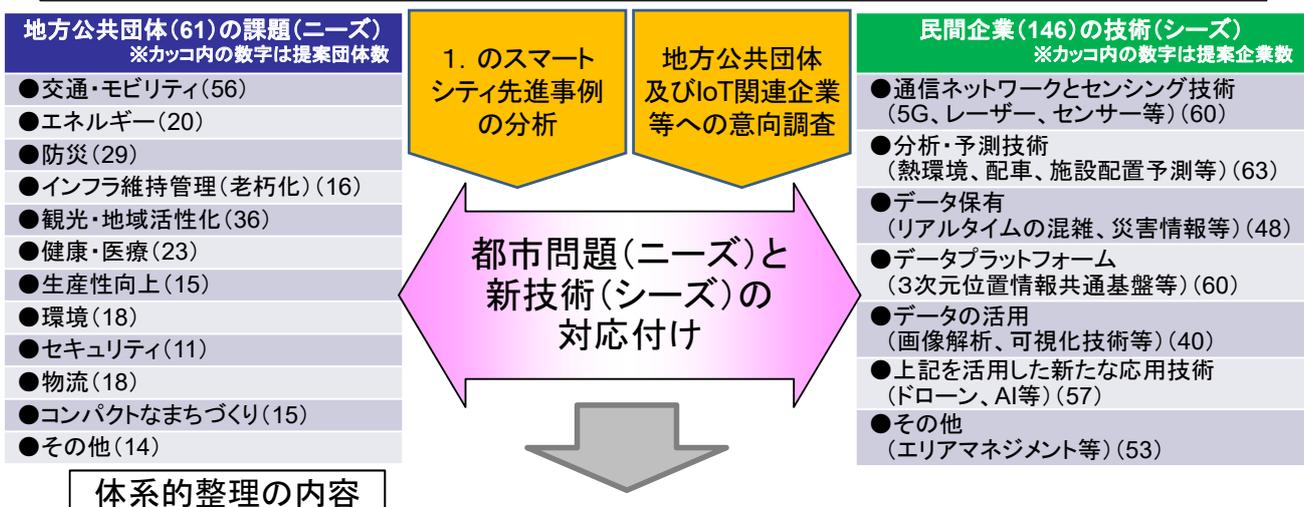 地方公共団体(61)の課題(ニーズ)
※カッコ内の数字は提案団体数
●交通・モビリティ(56)
●エネルギー(20)
●防災(29)
●インフラ維持管理(老朽化)(16)
●観光・地域活性化(36)
●健康・医療(23)
●生産性向上(15)
●環境(18)
●セキュリティ(11)
●物流(18)
●コンパクトなまちづくり(15)
●その他(14)
1.のスマート
シティ先進事例
の分析
地方公共団体
及びIoT関連企業
等への意向調査
都市問題(ニーズ)と
新技術(シーズ)の
対応付け
民間企業(146)の技術(シーズ)
※カッコ内の数字は提案企業数
●通信ネットワークとセンシング技術
(5G、レーザー、センサー等)(60)
●分析・予測技術
(熱環境、配車、施設配置予測等)(63)
●データ保有
(リアルタイムの混雑、災害情報等)(48)
●データプラットフォーム
(3次元位置情報共通基盤等)(60)
●データの活用
(画像解析、可視化技術等)(40)
●上記を活用した新たな応用技術
(ドローン、AI等)(57)
●その他
(エリアマネジメント等)(53)
体系的整理の内容